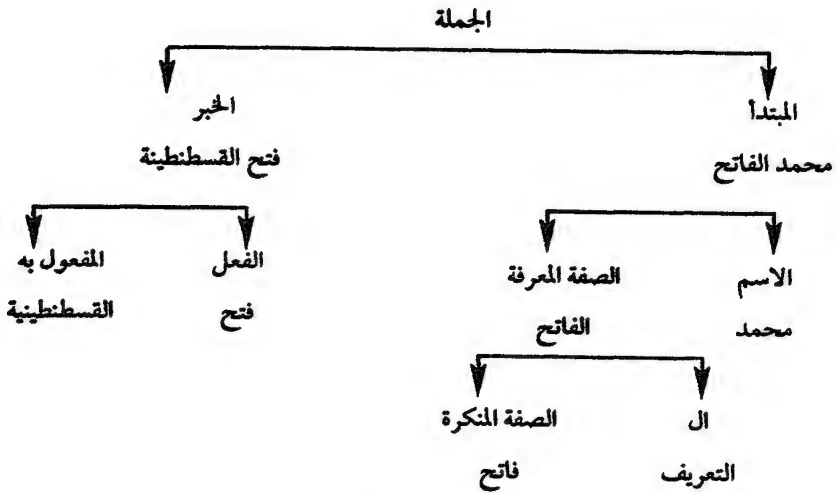 الجملة
المبتدأ الخبر
محمد الفاتح فتح القسطنطينة
الاسم الصفة المعرفة الفعل المفعول به
محمد الفاتح فتح القسطنطينية
ال الصفة المنكرة
التعريف فاتح